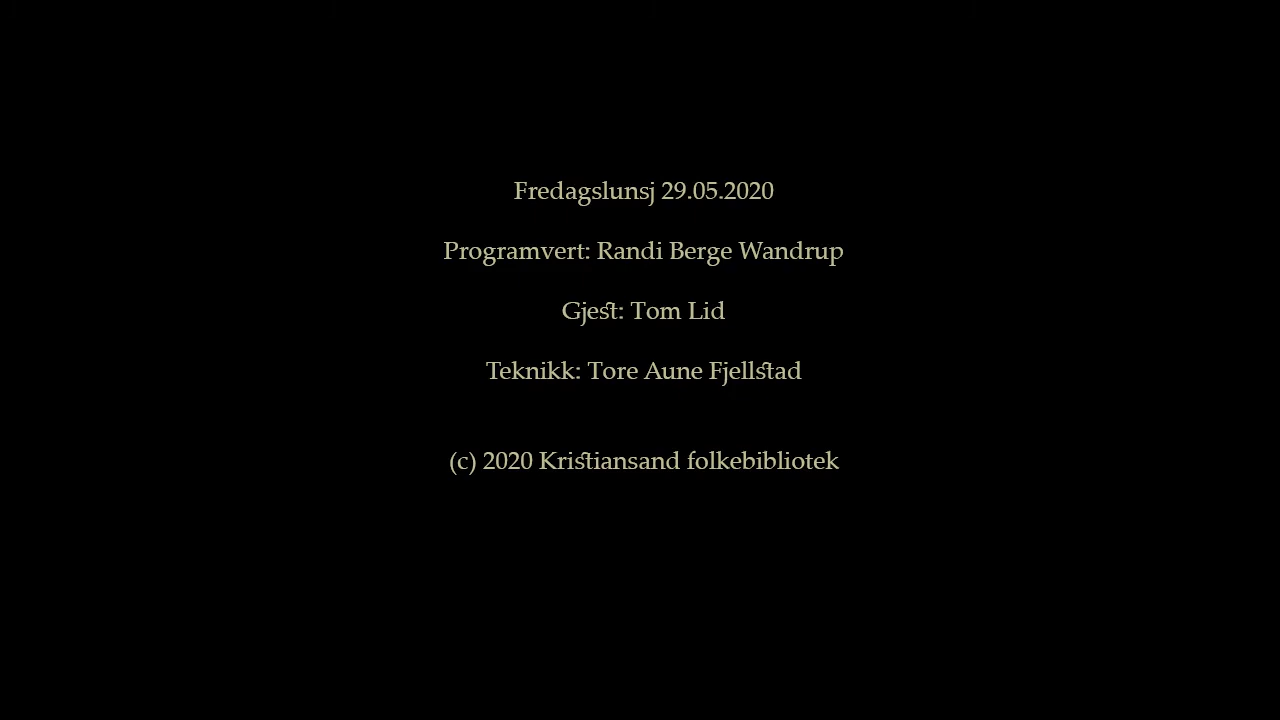 Fredagslunsj 29.05.2020
Programvert: Randi Berge Wandrup
Gjest: Tom Lid
Teknikk: Tore Aune Fjellstad
(c) 2020 Kristiansand folkebibliotek